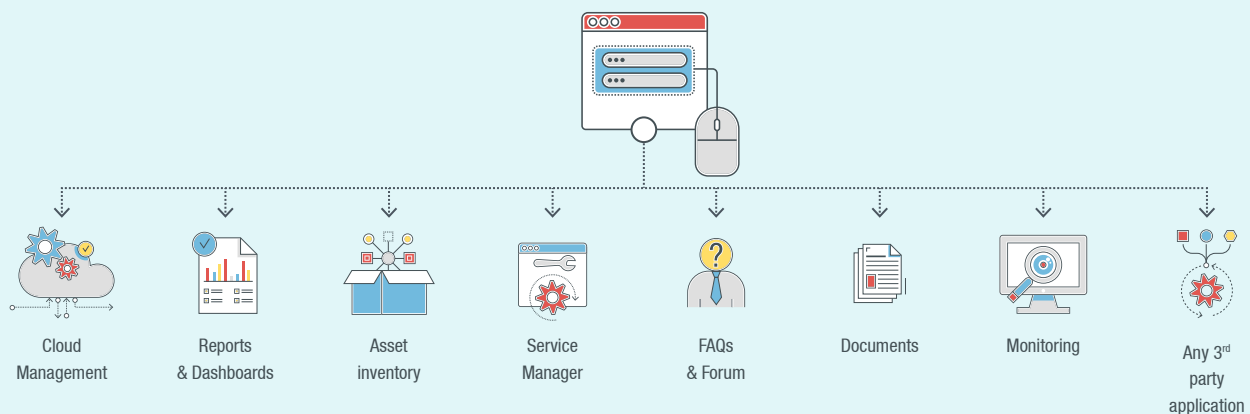 Cloud
Management
Reports
& Dashboards
Asset
inventory
Service
Manager
FAQs
& Forum
Documents
Monitoring
Any 3rd
party
application